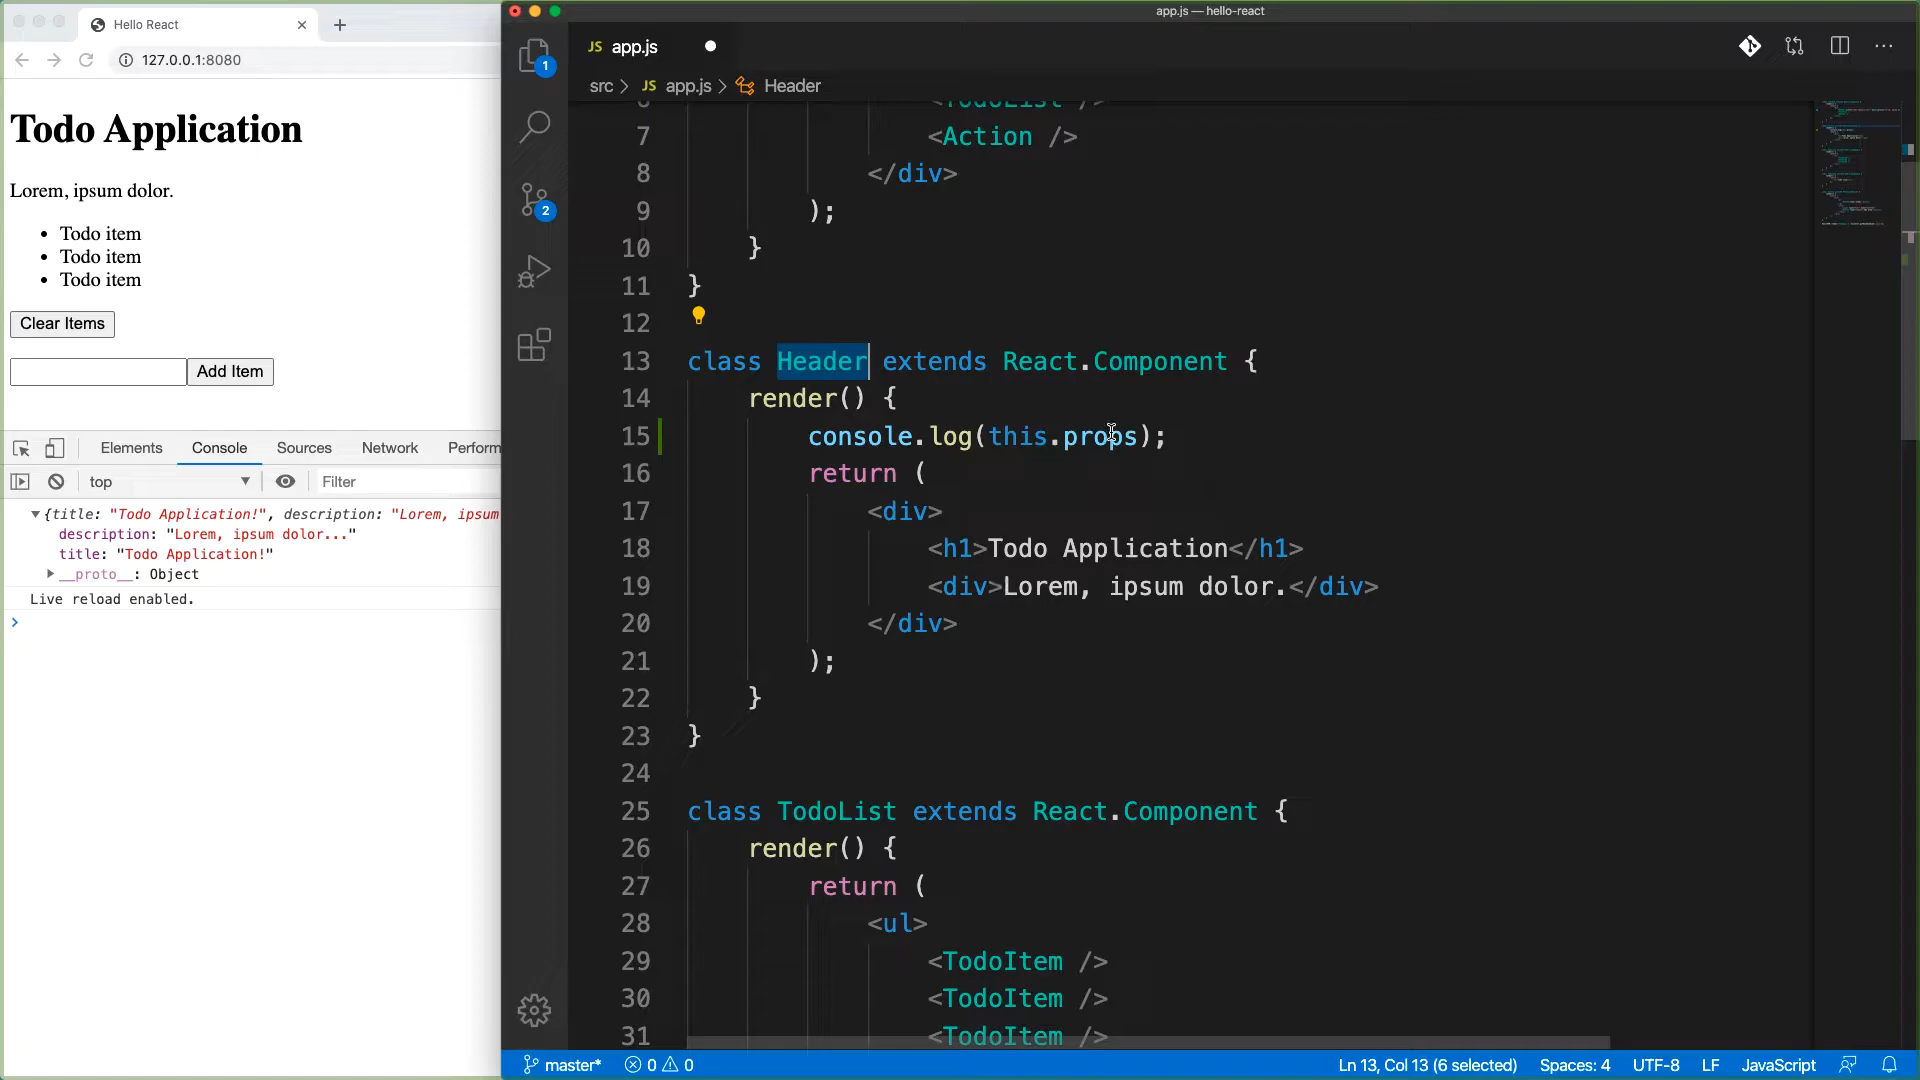 Hello React
127.0.0.1:8080
Todo Application
Lorem, ipsum dolor.
Todo item
Todo item
Todo item
Clear Items
Add Item
Elements
Console
Sources
Network
Perform
top
Filter
{title: "Todo Application!", description: "Lorem, ipsum
description: "Lorem, ipsum dolor..."
title: "Todo Application!"
__proto__: Object
Live reload enabled.
app.js — hello-react
JS app.js
src > JS app.js > Header
1
2
6 <TodoList />
7 <Action />
8 </div>
9 );
10 }
11 }
12
13 class Header extends React.Component {
14 render() {
15 console.log(this.props);
16 return (
17 <div>
18 <h1>Todo Application</h1>
19 <div>Lorem, ipsum dolor.</div>
20 </div>
21 );
22 }
23 }
24
25 class TodoList extends React.Component {
26 render() {
27 return (
28 <ul>
29 <TodoItem />
30 <TodoItem />
31 <TodoItem />
master* 0 0
Ln 13, Col 13 (6 selected) Spaces: 4 UTF-8 LF JavaScript